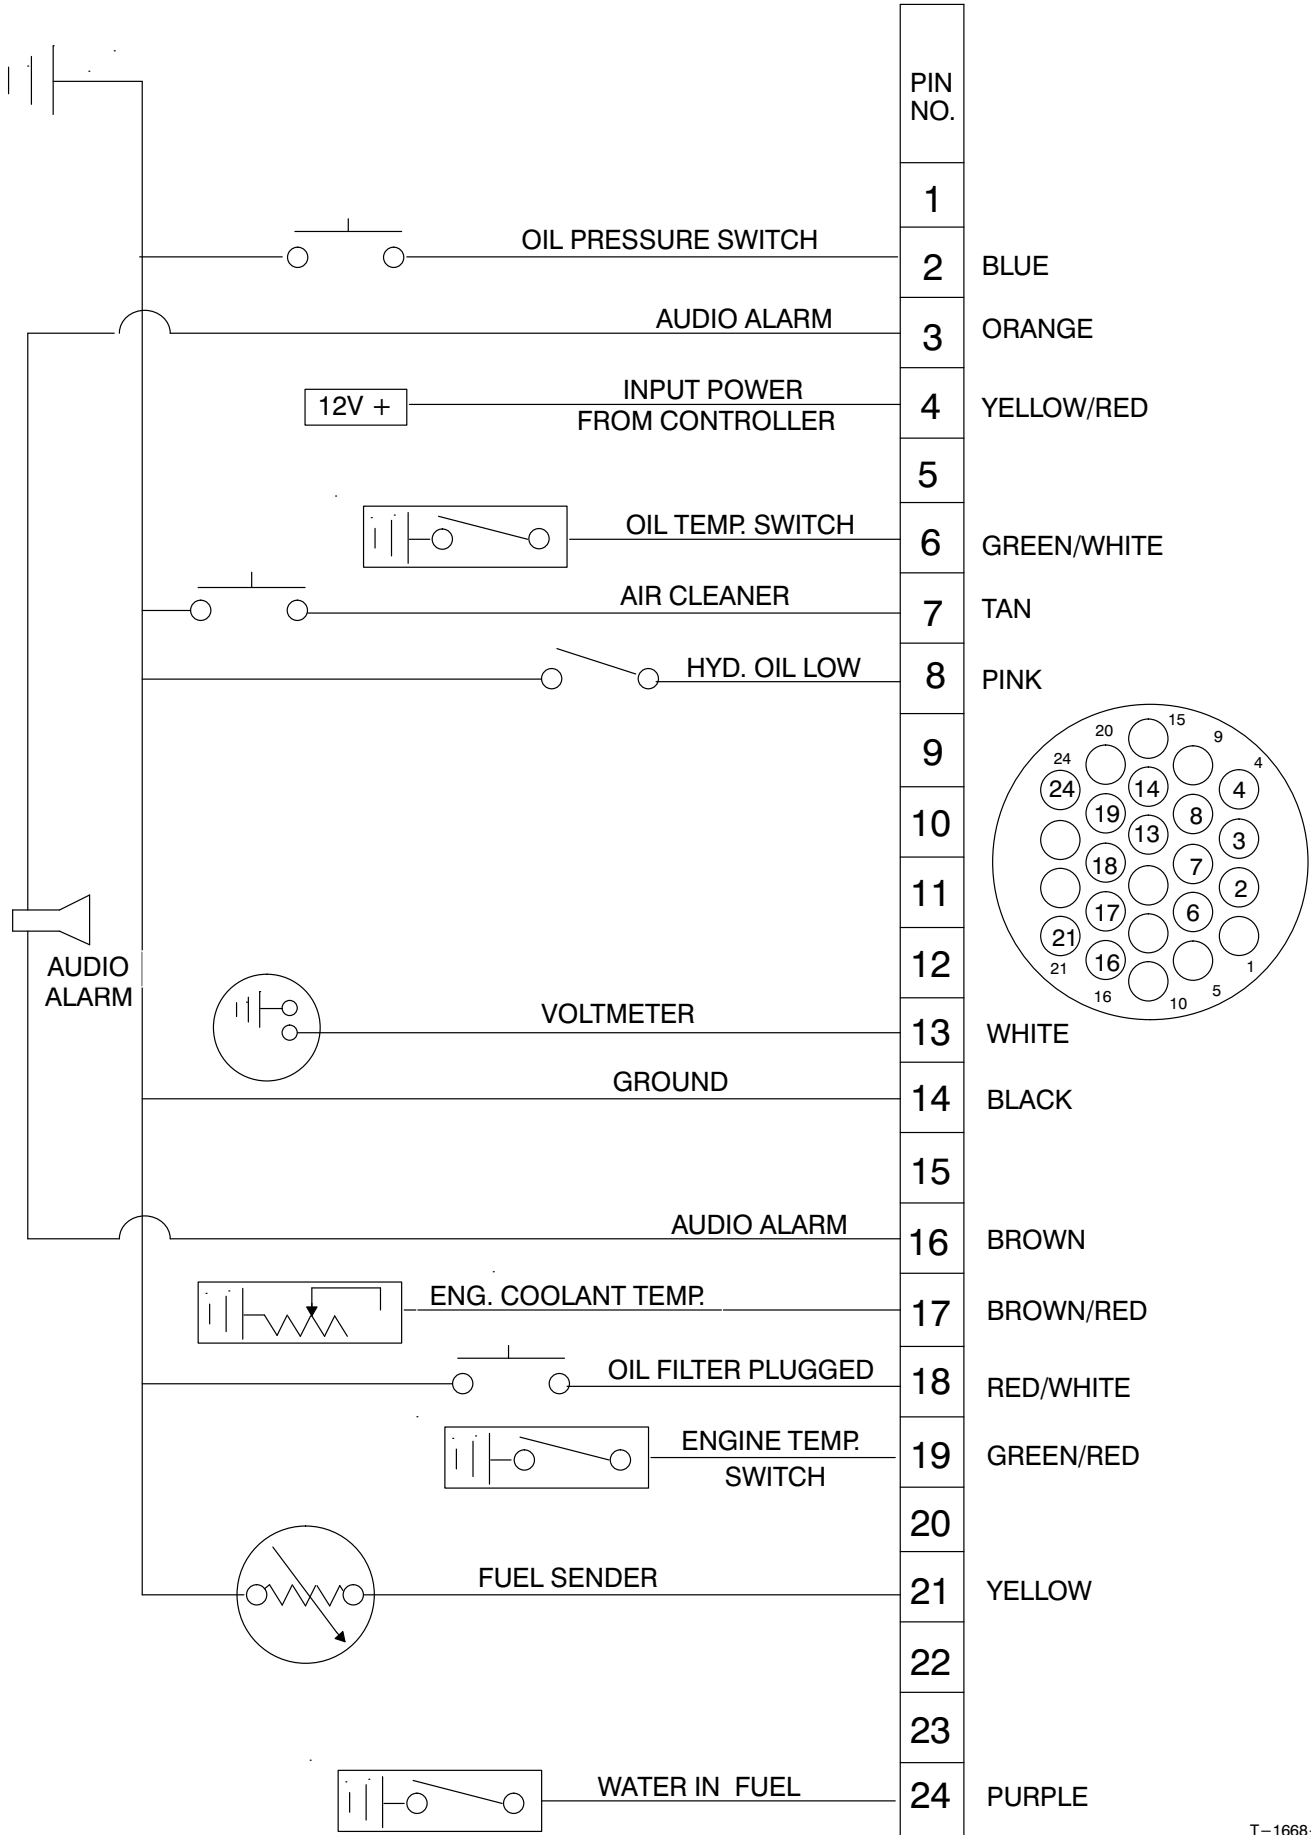 PIN
NO.
1
OIL PRESSURE SWITCH
2 BLUE
AUDIO ALARM
3 ORANGE
12V +
INPUT POWER
FROM CONTROLLER
4 YELLOW/RED
5
OIL TEMP. SWITCH
6 GREEN/WHITE
AIR CLEANER
7 TAN
HYD. OIL LOW
8 PINK
9
10
11
12
AUDIO
ALARM
VOLTMETER
13 WHITE
GROUND
14 BLACK
15
AUDIO ALARM
16 BROWN
ENG. COOLANT TEMP.
17 BROWN/RED
OIL FILTER PLUGGED
18 RED/WHITE
ENGINE TEMP.
SWITCH
19 GREEN/RED
20
FUEL SENDER
21 YELLOW
22
23
WATER IN FUEL
24 PURPLE
15
20 9
24 4
24 14 4
19 8
13 3
18 7
2
17 6
21
16
21 1
16 10 5
T-1668-